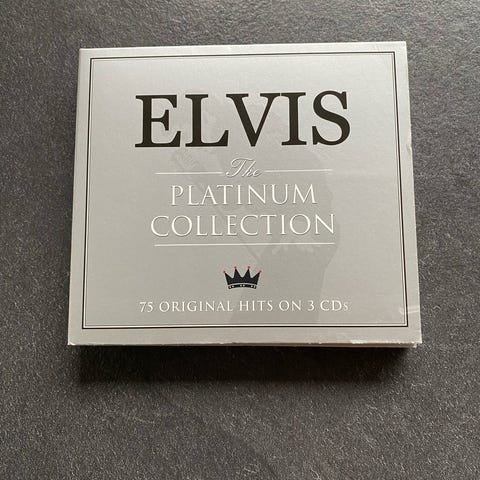 ELVIS
The
PLATINUM
COLLECTION
75 ORIGINAL HITS ON 3 CDs